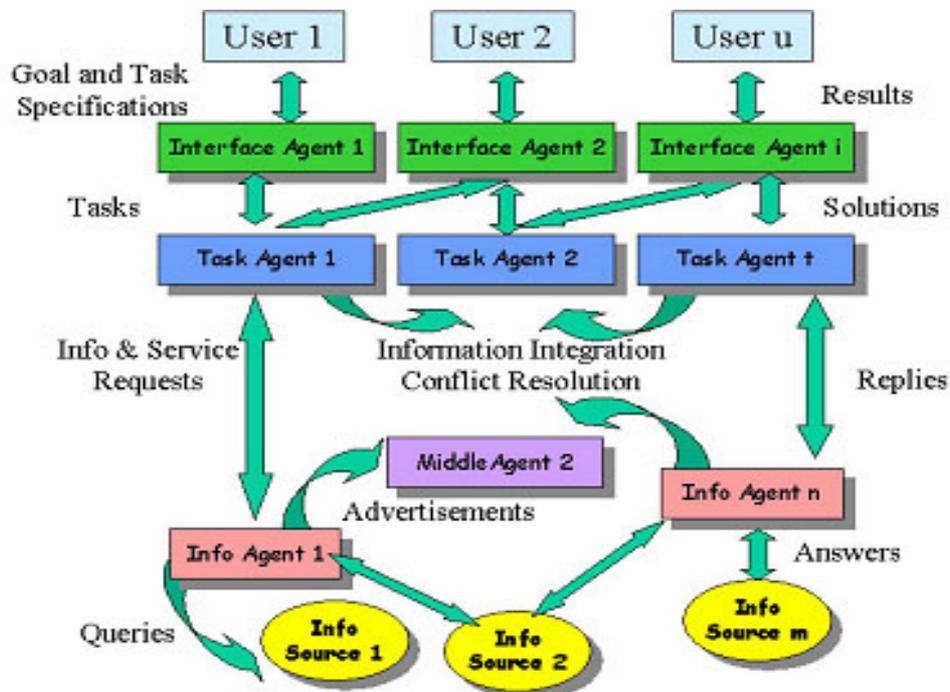 User 1
User 2
User u
Goal and Task
Specifications
Results
Interface Agent 1
Interface Agent 2
Interface Agent i
Tasks
Solutions
Task Agent 1
Task Agent 2
Task Agent t
Info & Service
Requests
Information Integration
Conflict Resolution
Replies
Middle Agent 2
Info Agent n
Advertisements
Info Agent 1
Answers
Queries
Info
Source 1
Info
Source 2
Info
Source m